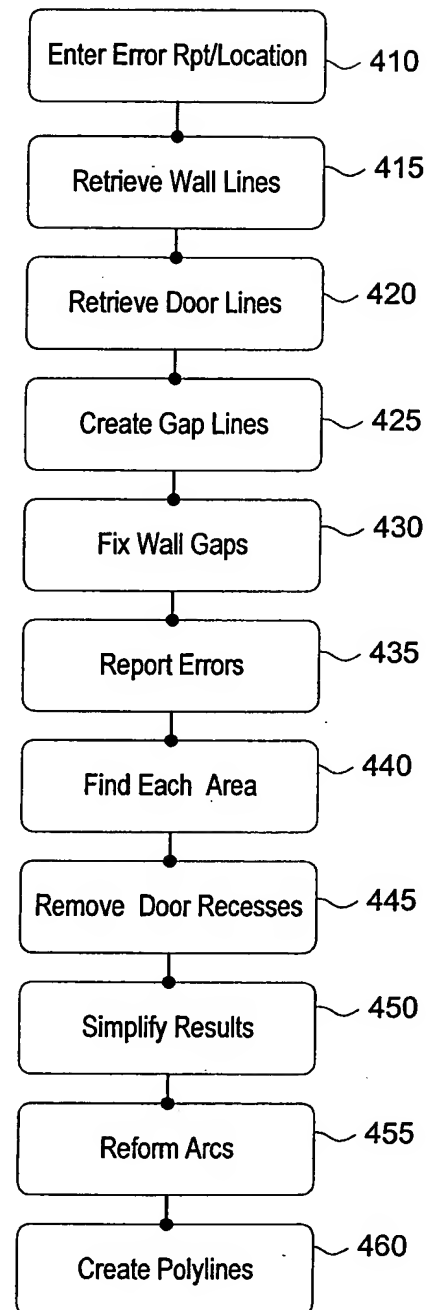 Enter Error Rpt/Location 410
Retrieve Wall Lines 415
Retrieve Door Lines 420
Create Gap Lines 425
Fix Wall Gaps 430
Report Errors 435
Find Each Area 440
Remove Door Recesses 445
Simplify Results 450
Reform Arcs 455
Create Polylines 460